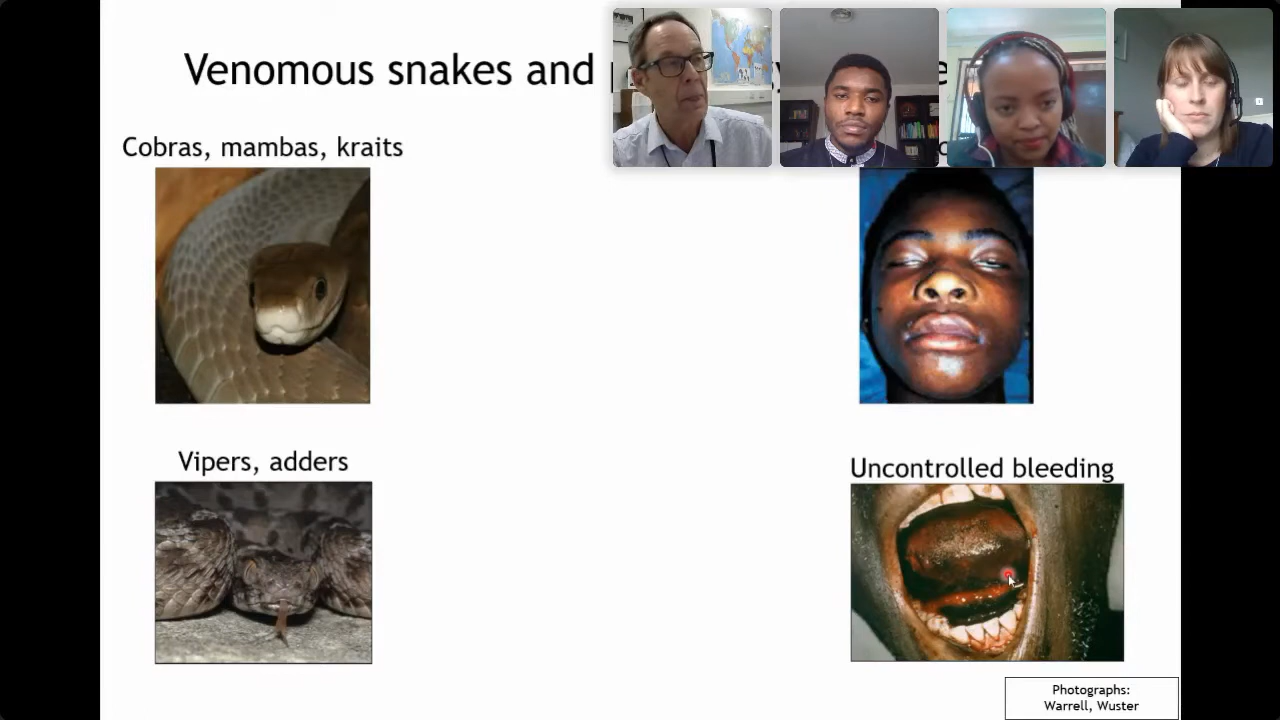 Venomous snakes and
Cobras, mambas, kraits
Vipers, adders
Uncontrolled bleeding
Photographs:
Warrell, Wuster